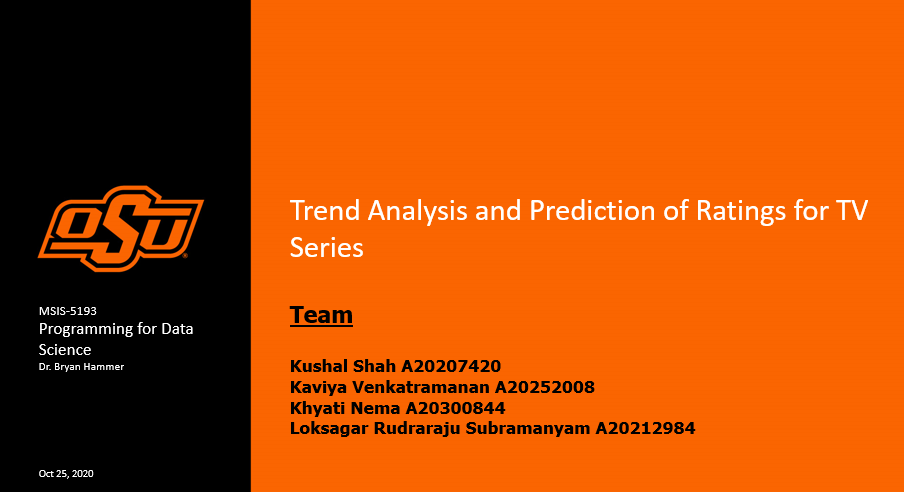 OSU
MSIS-5193
Programming for Data
Science
Dr. Bryan Hammer
Oct 25, 2020
Trend Analysis and Prediction of Ratings for TV
Series
Team
Kushal Shah A20207420
Kaviya Venkatramanan A20252008
Khyati Nema A20300844
Loksagar Rudraraju Subramanyam A20212984